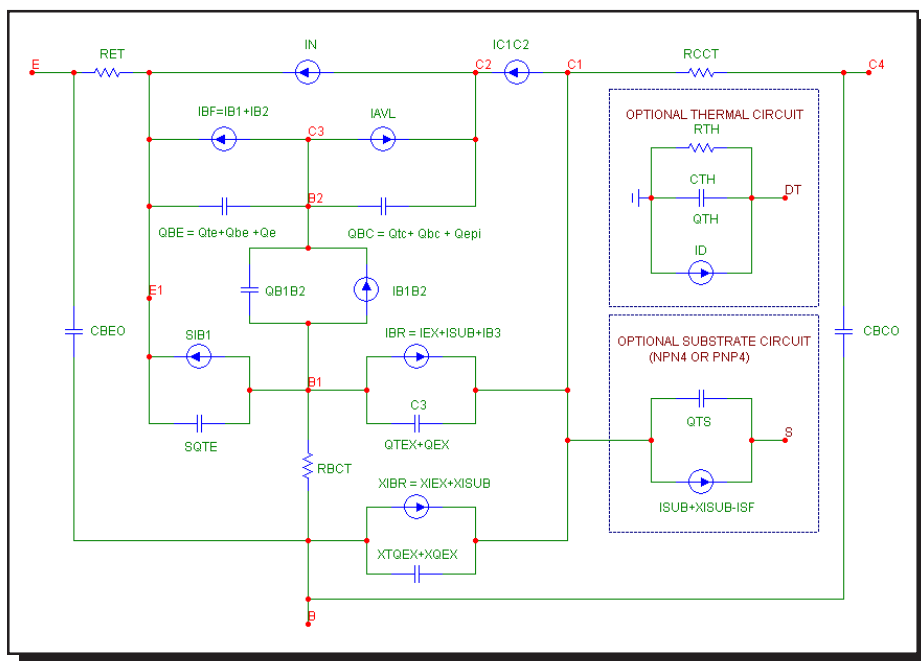 E
RET
IN
C2
IC1C2
C1
RCCT
C4
IBF=IB1+IB2
C3
IAVL
B2
QBE = Qte+Qbe +Qe
QBC = Qtc+ Qbc + Qepi
E1
QB1B2
IB1B2
CBEO
SIB1
IBR = IEX+ISUB+IB3
B1
C3
SQTE
QTEX+QEX
RBCT
XIBR = XIEX+XISUB
XTQEX+XQEX
B
OPTIONAL THERMAL CIRCUIT
RTH
CTH
DT
QTH
ID
CBCO
OPTIONAL SUBSTRATE CIRCUIT
(NPN4 OR PNP4)
QTS
S
ISUB+XISUB-ISF